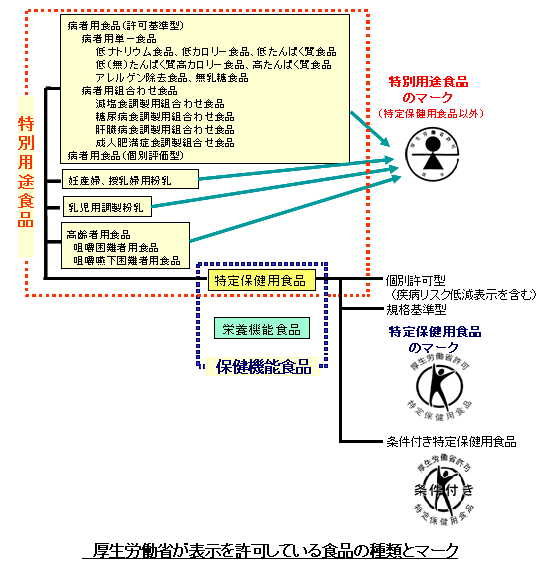 病者用食品(許可基準型)
病者用単一食品
低ナトリウム食品、低カロリー食品、低たんぱく質食品
低(無)たんぱく質高カロリー食品、高たんぱく質食品
アレルゲン除去食品、無乳糖食品
病者用組合わせ食品
減塩食調製用組合わせ食品
糖尿病食調製用組合わせ食品
肝臓病食調製用組合わせ食品
成人肥満症食調製組合せ食品
病者用食品(個別評価型)
特別用途食品
妊産婦、授乳婦用粉乳
乳児用調製粉乳
高齢者用食品
咀嚼困難者用食品
咀嚼嚥下困難者用食品
特別用途食品
のマーク
(特定保健用食品以外)
厚生労働省許可
特定保健用食品
栄養機能食品
保健機能食品
個別許可型
(疾病リスク低減表示を含む)
規格基準型
特定保健用食品
のマーク
厚生労働省許可
特定保健用食品
条件付き特定保健用食品
厚生労働省許可
条件付き
特定保健用食品
厚生労働省が表示を許可している食品の種類とマーク